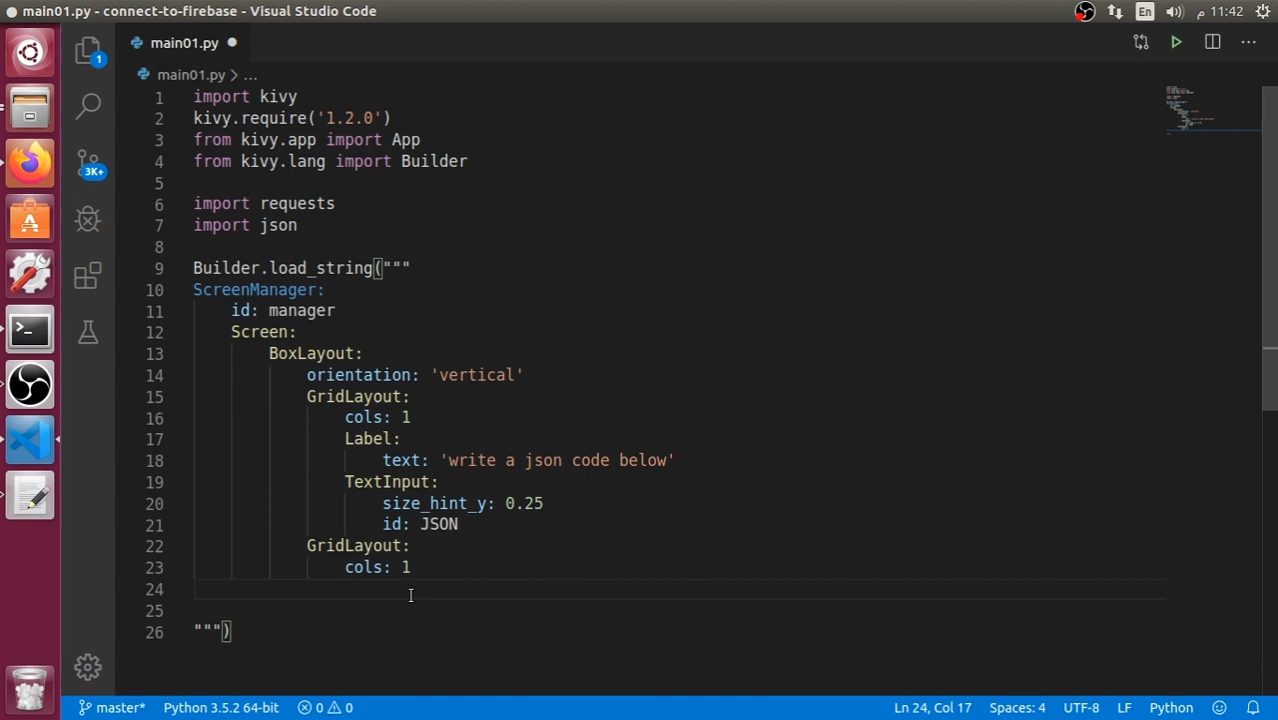 main01.py - connect-to-firebase - Visual Studio Code
En
11:42 م
main01.py
main01.py > ...
1 import kivy
2 kivy.require('1.2.0')
3 from kivy.app import App
4 from kivy.lang import Builder
5
6 import requests
7 import json
8
9 Builder.load_string("""
10 ScreenManager:
11 id: manager
12 Screen:
13 BoxLayout:
14 orientation: 'vertical'
15 GridLayout:
16 cols: 1
17 Label:
18 text: 'write a json code below'
19 TextInput:
20 size_hint_y: 0.25
21 id: JSON
22 GridLayout:
23 cols: 1
24
25
26 """)
1
3K+
master* Python 3.5.2 64-bit 0 0 Ln 24, Col 17 Spaces: 4 UTF-8 LF Python